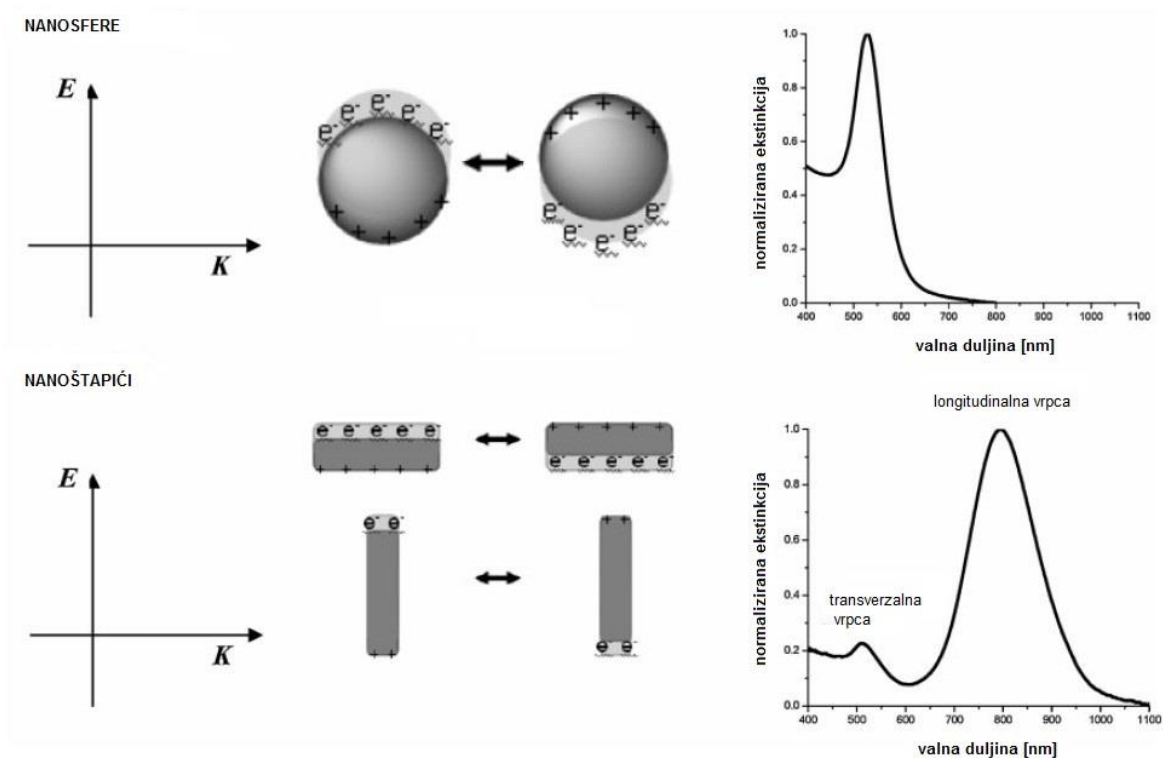 NANOSFERE
E
K
e⁻ e⁻ e⁻ e⁻ e⁻
+ + + + +
+ + + + +
e⁻ e⁻ e⁻ e⁻ e⁻
normalizirana ekstinkcija
1.0
0.8
0.6
0.4
0.2
0.0
400 500 600 700 800 900 1000 1100
valna duljina [nm]
NANOŠTAPIĆI
E
K
e⁻ e⁻ e⁻ e⁻ e⁻
+ + + + +
+ + + + +
e⁻ e⁻ e⁻ e⁻ e⁻
e⁻ e⁻
+ +
+ +
e⁻ e⁻
longitudinalna vrpca
normalizirana ekstinkcija
1.0
0.8
0.6
0.4
0.2
0.0
transverzalna
vrpca
400 500 600 700 800 900 1000 1100
valna duljina [nm]